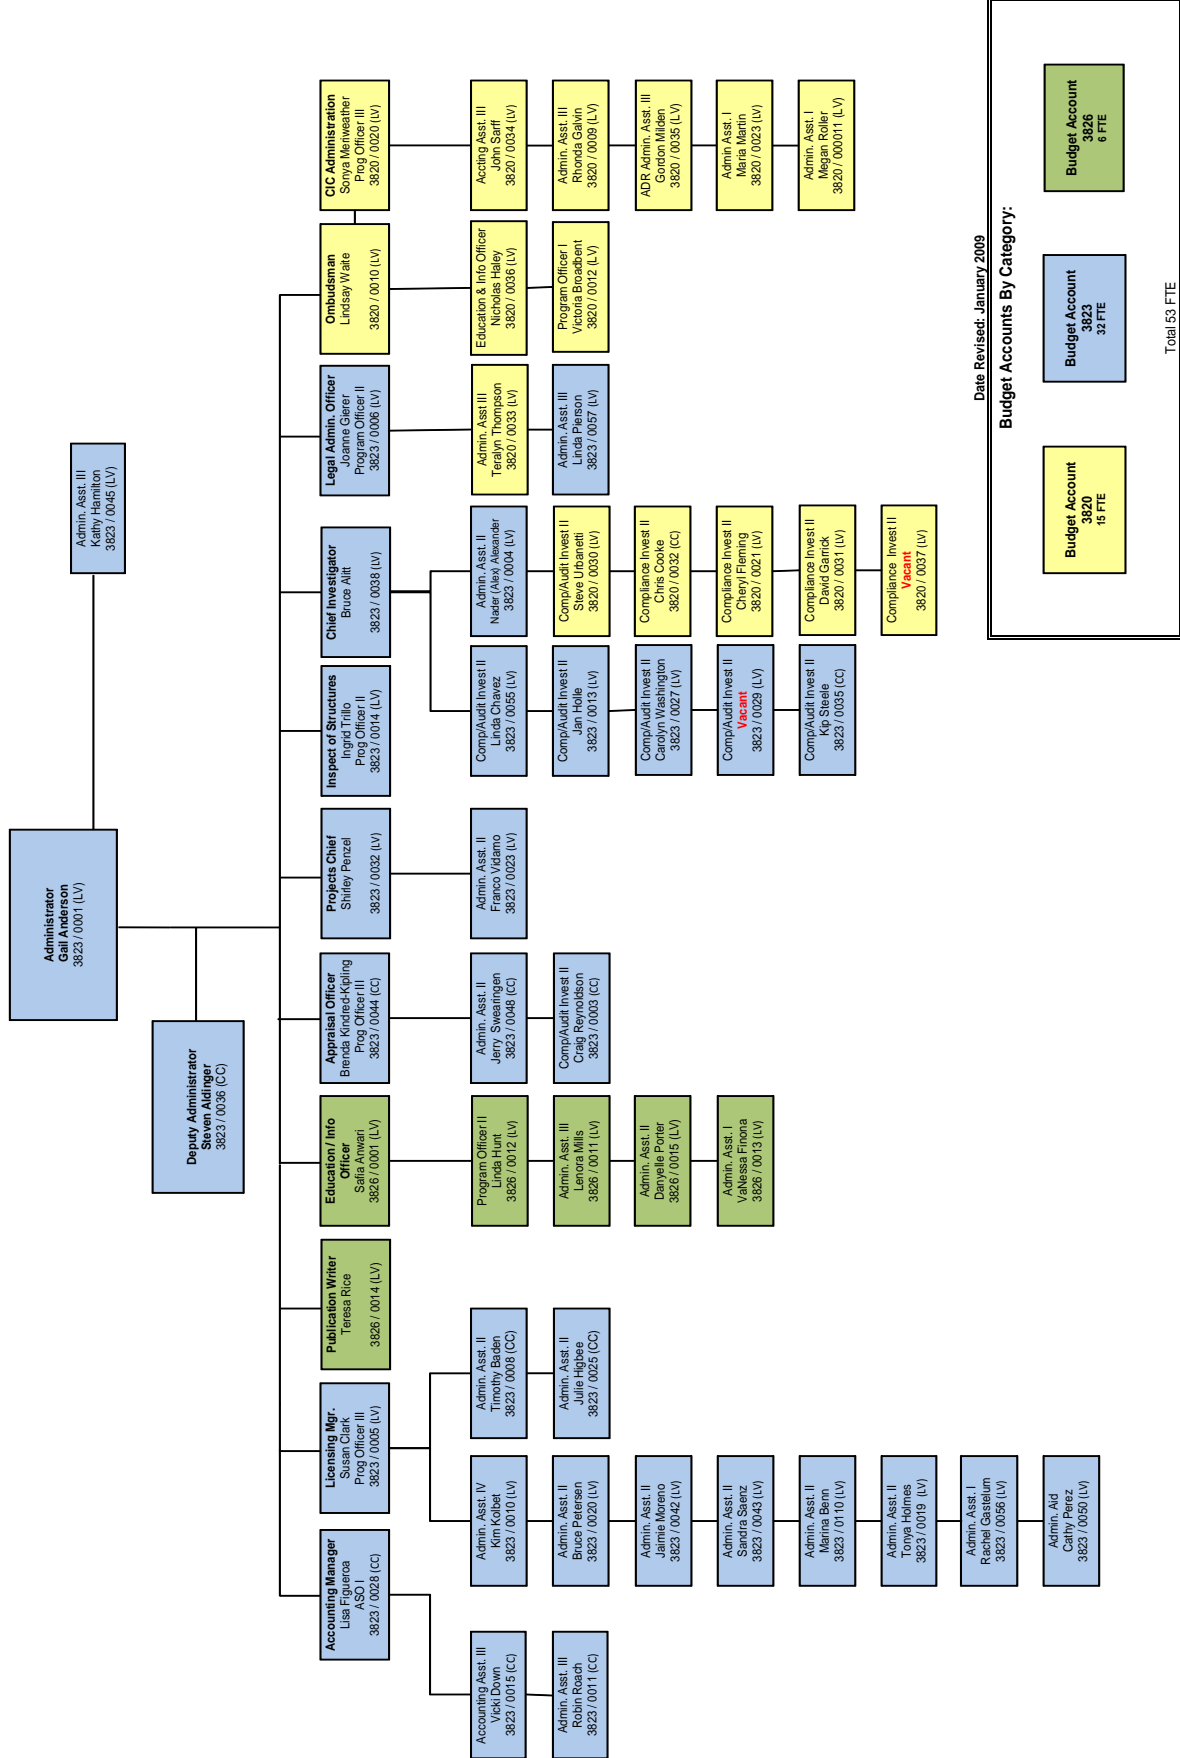 Administrator
Gail Anderson
3823 / 0001 (LV)
Admin. Asst. III
Kathy Hamilton
3823 / 0045 (LV)
Deputy Administrator
Steven Aldinger
3823 / 0036 (CC)
Accounting Manager
Lisa Figueroa
ASO I
3823 / 0028 (CC)
Licensing Mgr.
Susan Clark
Prog Officer III
3823 / 0005 (LV)
Publication Writer
Teresa Rice
3826 / 0014 (LV)
Education / Info
Officer
Safia Anwari
3826 / 0001 (LV)
Appraisal Officer
Brenda Kindred-Kipling
Prog Officer III
3823 / 0044 (CC)
Projects Chief
Shirley Penzel
3823 / 0032 (LV)
Inspect of Structures
Ingrid Trillo
Prog Officer II
3823 / 0014 (LV)
Chief Investigator
Bruce Alitt
3823 / 0038 (LV)
Legal Admin. Officer
Joanne Gierer
Program Officer II
3823 / 0006 (LV)
Ombudsman
Lindsay Waite
3820 / 0010 (LV)
CIC Administration
Sonya Meriweather
Prog Officer III
3820 / 0020 (LV)
Accounting Asst. III
Vicki Down
3823 / 0015 (CC)
Admin. Asst. III
Robin Roach
3823 / 0011 (CC)
Admin. Asst. IV
Kim Kolbet
3823 / 0010 (LV)
Admin. Asst. II
Bruce Petersen
3823 / 0020 (LV)
Admin. Asst. II
Jaimie Moreno
3823 / 0042 (LV)
Admin. Asst. II
Sandra Saenz
3823 / 0043 (LV)
Admin. Asst. II
Marina Benn
3823 / 0110 (LV)
Admin. Asst. II
Tonya Holmes
3823 / 0019 (LV)
Admin. Asst. I
Rachel Gastelum
3823 / 0056 (LV)
Admin. Aid
Cathy Perez
3823 / 0050 (LV)
Admin. Asst. II
Timothy Baden
3823 / 0008 (CC)
Admin. Asst. II
Julie Higbee
3823 / 0025 (CC)
Program Officer II
Linda Hunt
3826 / 0012 (LV)
Admin. Asst. III
Lenora Mills
3826 / 0011 (LV)
Admin. Asst. II
Danyelle Porter
3826 / 0015 (LV)
Admin. Asst. I
VaNessa Finona
3826 / 0013 (LV)
Admin. Asst. II
Jerry Swearingen
3823 / 0048 (CC)
Comp/Audit Invest II
Craig Reynoldson
3823 / 0003 (CC)
Admin. Asst. II
Franco Vidamo
3823 / 0023 (LV)
Comp/Audit Invest II
Linda Chavez
3823 / 0055 (LV)
Comp/Audit Invest II
Jan Holle
3823 / 0013 (LV)
Comp/Audit Invest II
Carolyn Washington
3823 / 0027 (LV)
Comp/Audit Invest II
Vacant
3823 / 0029 (LV)
Comp/Audit Invest II
Kip Steele
3823 / 0035 (CC)
Admin. Asst. II
Nader (Alex) Alexander
3823 / 0004 (LV)
Comp/Audit Invest II
Steve Urbanetti
3820 / 0030 (LV)
Compliance Invest II
Chris Cooke
3820 / 0032 (CC)
Compliance Invest II
Cheryl Fleming
3820 / 0021 (LV)
Compliance Invest II
David Garrick
3820 / 0031 (LV)
Compliance Invest II
Vacant
3820 / 0037 (LV)
Admin. Asst III
Teralyn Thompson
3820 / 0033 (LV)
Admin. Asst. III
Linda Pierson
3823 / 0057 (LV)
Education & Info Officer
Nicholas Haley
3820 / 0036 (LV)
Program Officer I
Victoria Broadbent
3820 / 0012 (LV)
Accting Asst. III
John Sarff
3820 / 0034 (LV)
Admin. Asst. III
Rhonda Galvin
3820 / 0009 (LV)
ADR Admin. Asst. III
Gordon Milden
3820 / 0035 (LV)
Admin Asst. I
Maria Martin
3820 / 0023 (LV)
Admin. Asst. I
Megan Roller
3820 / 000011 (LV)
Date Revised: January 2009
Budget Accounts By Category:
Budget Account
3820
15 FTE
Budget Account
3823
32 FTE
Budget Account
3826
6 FTE
Total 53 FTE